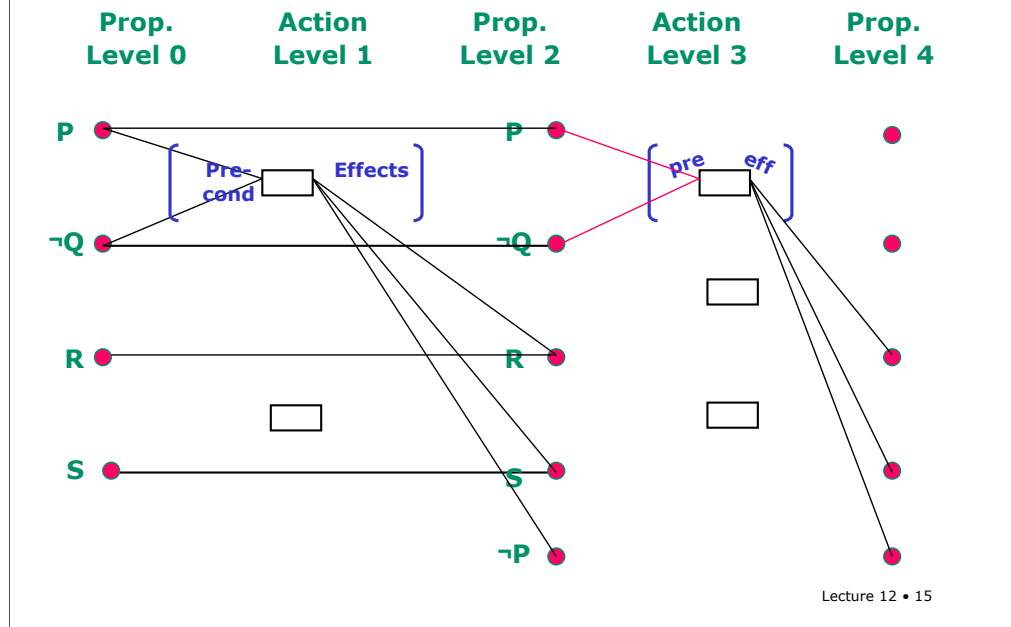 Prop.
Level 0
Action
Level 1
Prop.
Level 2
Action
Level 3
Prop.
Level 4
P
P
Pre-
cond
Effects
pre
eff
¬Q
¬Q
R
R
S
S
¬P
Lecture 12 • 15